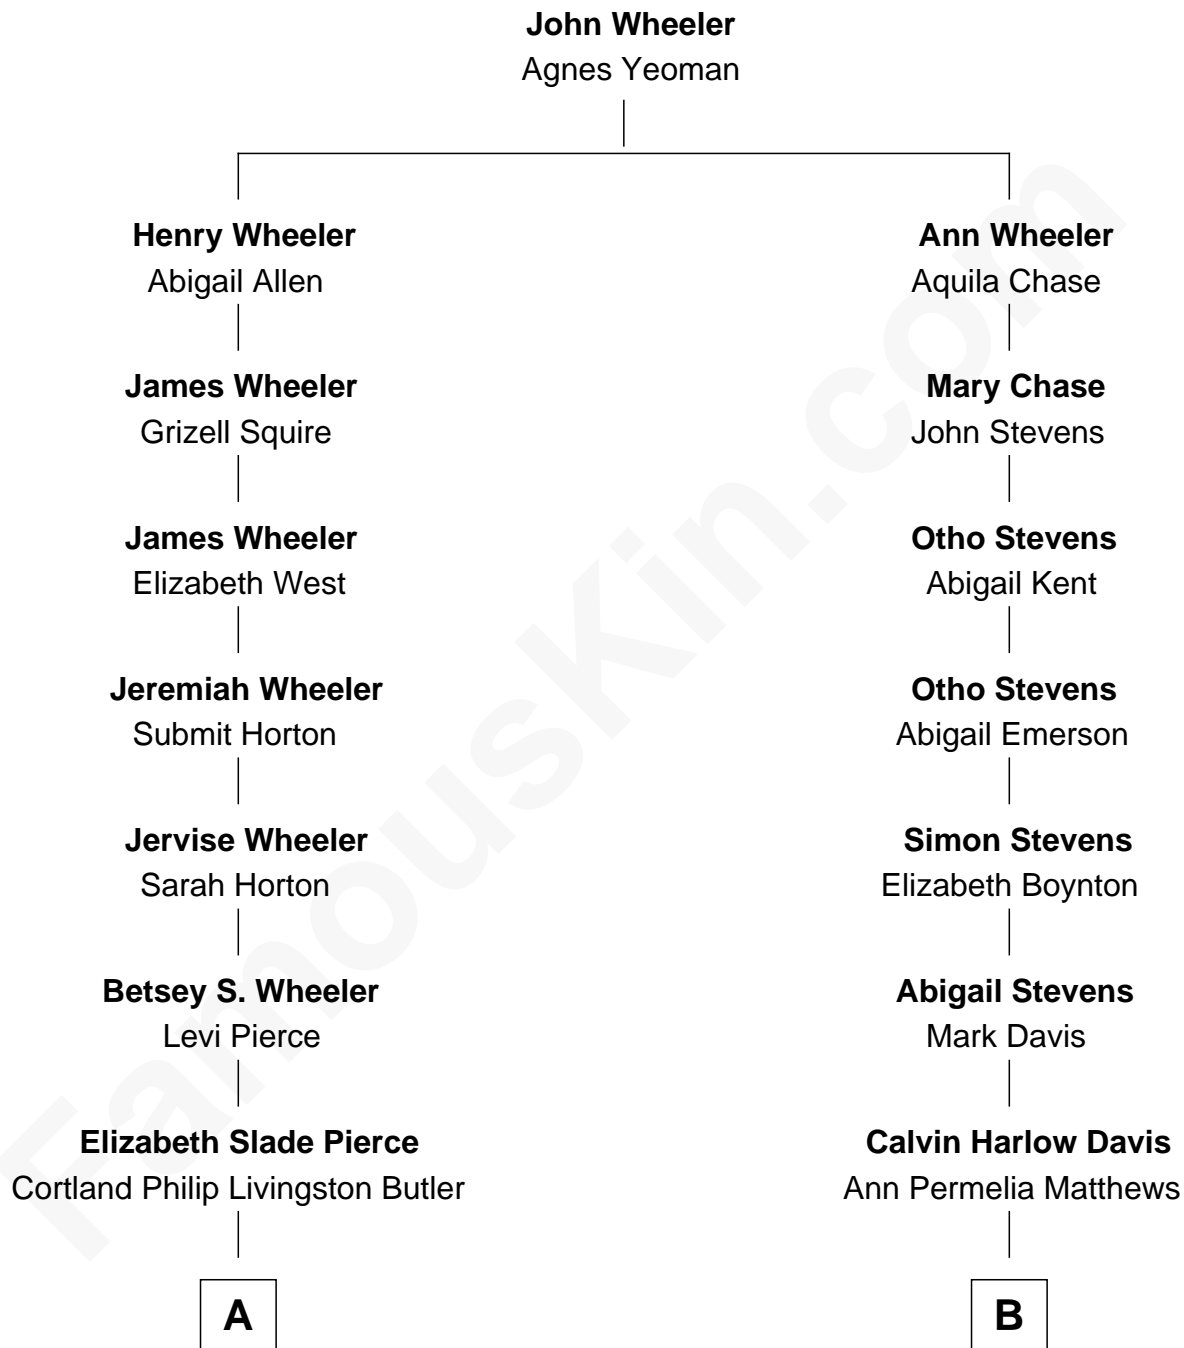 John Wheeler
Agnes Yeoman
Henry Wheeler
Abigail Allen
James Wheeler
Grizell Squire
James Wheeler
Elizabeth West
Jeremiah Wheeler
Submit Horton
Jervise Wheeler
Sarah Horton
Betsey S. Wheeler
Levi Pierce
Elizabeth Slade Pierce
Cortland Philip Livingston Butler
A
Ann Wheeler
Aquila Chase
Mary Chase
John Stevens
Otho Stevens
Abigail Kent
Otho Stevens
Abigail Emerson
Simon Stevens
Elizabeth Boynton
Abigail Stevens
Mark Davis
Calvin Harlow Davis
Ann Permelia Matthews
B
FamousKin.com